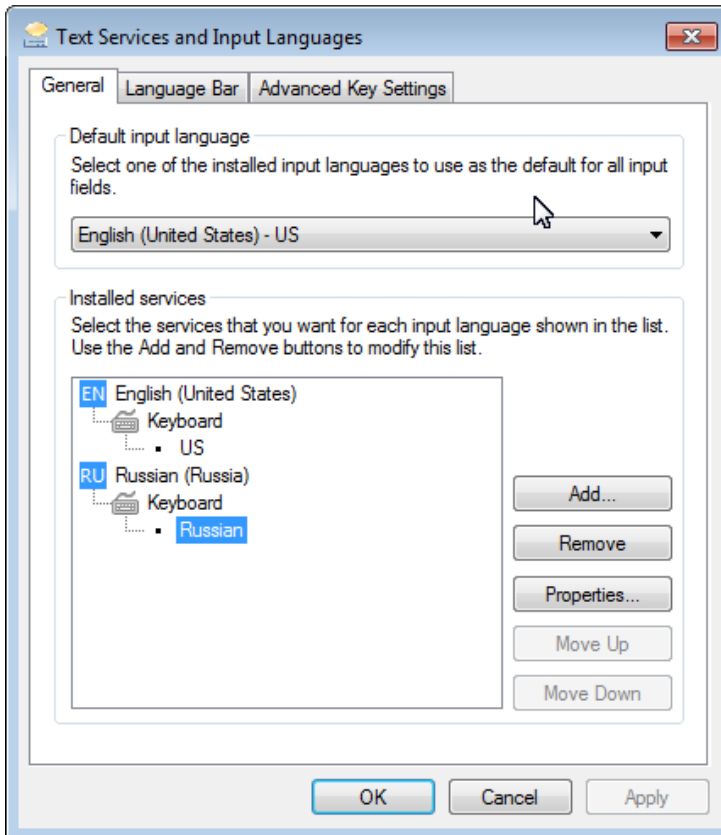 Text Services and Input Languages
General Language Bar Advanced Key Settings
Default input language
Select one of the installed input languages to use as the default for all input
fields.
English (United States) - US
Installed services
Select the services that you want for each input language shown in the list.
Use the Add and Remove buttons to modify this list.
EN English (United States)
Keyboard
US
RU Russian (Russia)
Keyboard
Russian
Add...
Remove
Properties...
Move Up
Move Down
OK Cancel Apply